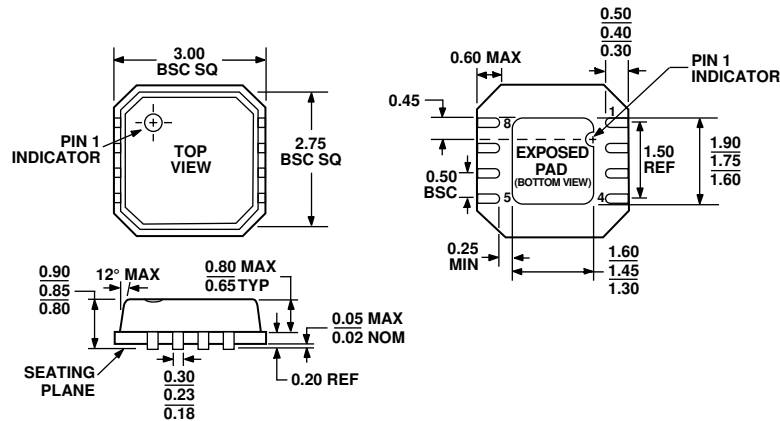 3.00
BSC SQ
PIN 1
INDICATOR
TOP
VIEW
2.75
BSC SQ
0.50
0.40
0.30
0.60 MAX
PIN 1
INDICATOR
0.45
8
1
EXPOSED
PAD
(BOTTOM VIEW)
0.50
BSC
5
4
1.50
REF
1.90
1.75
1.60
0.25
MIN
1.60
1.45
1.30
0.90
0.85
0.80
12° MAX
0.80 MAX
0.65 TYP
0.05 MAX
0.02 NOM
SEATING
PLANE
0.30
0.23
0.18
0.20 REF